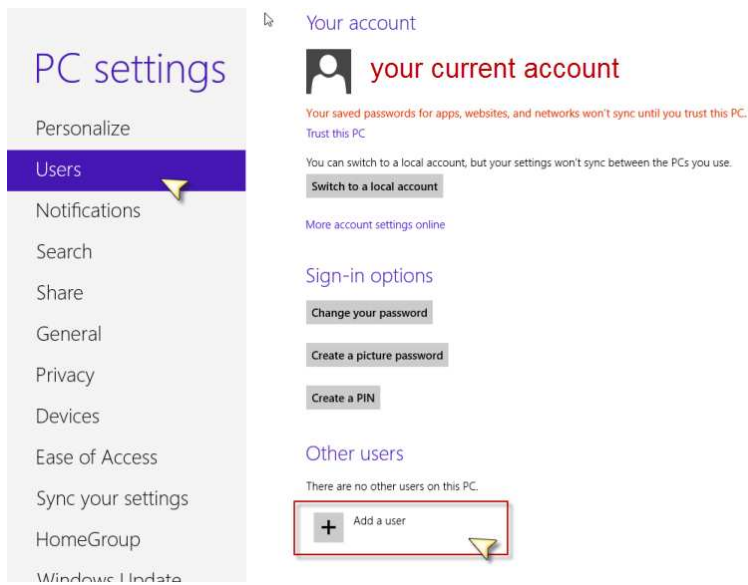 PC settings
Personalize
Users
Notifications
Search
Share
General
Privacy
Devices
Ease of Access
Sync your settings
HomeGroup
Windows Update
Your account
your current account
Your saved passwords for apps, websites, and networks won't sync until you trust this PC.
Trust this PC
You can switch to a local account, but your settings won't sync between the PCs you use.
Switch to a local account
More account settings online
Sign-in options
Change your password
Create a picture password
Create a PIN
Other users
There are no other users on this PC.
Add a user